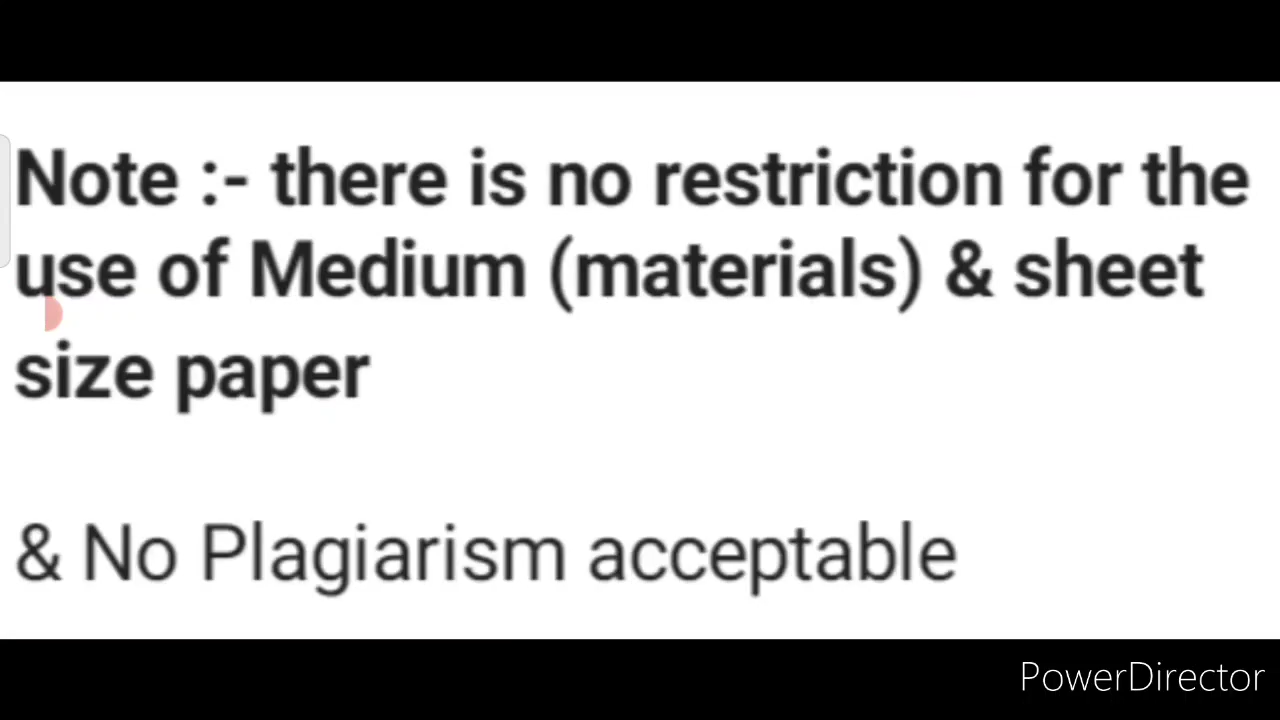 Note :- there is no restriction for the
use of Medium (materials) & sheet
size paper
& No Plagiarism acceptable
PowerDirector